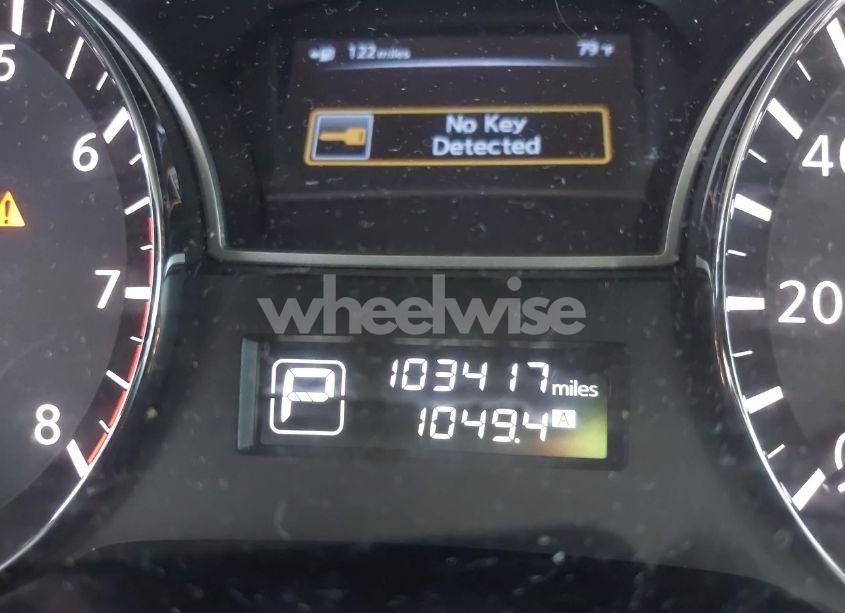 122 miles 79 °F
No Key
Detected
5
6
7
8
40
20
wheelwise
P 103417 miles
1049.4 A